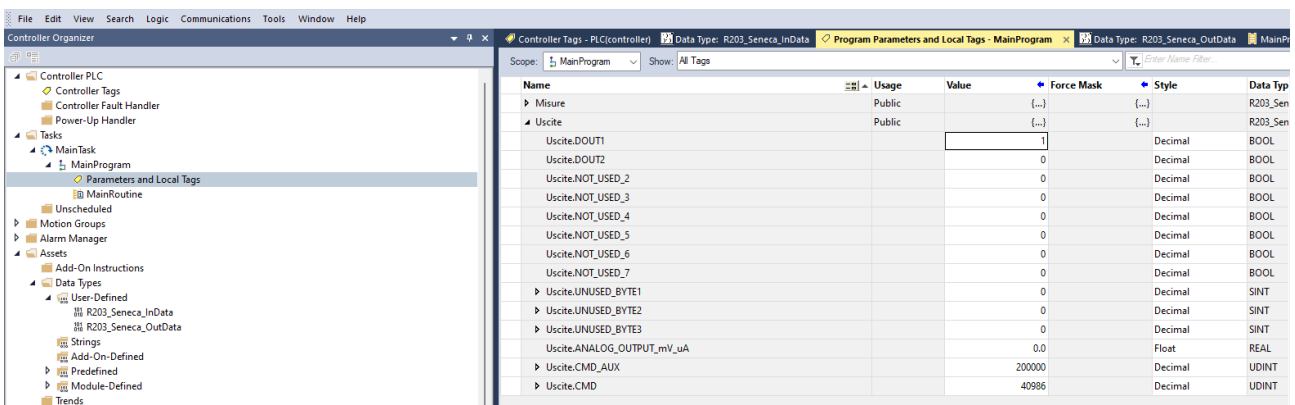 File Edit View Search Logic Communications Tools Window Help
Controller Organizer
Controller PLC
Controller Tags
Controller Fault Handler
Power-Up Handler
Tasks
MainTask
MainProgram
Parameters and Local Tags
MainRoutine
Unscheduled
Motion Groups
Alarm Manager
Assets
Add-On Instructions
Data Types
User-Defined
R203_Seneca_InData
R203_Seneca_OutData
Strings
Add-On-Defined
Predefined
Module-Defined
Trends
Controller Tags - PLC(controller) Data Type: R203_Seneca_InData Program Parameters and Local Tags - MainProgram × Data Type: R203_Seneca_OutData MainPr
Scope: MainProgram Show: All Tags Enter Name Filter...
Name Usage Value Force Mask Style Data Typ
Misure Public {...} {...} R203_Sen
Uscite Public {...} {...} R203_Sen
Uscite.DOUT1 1 Decimal BOOL
Uscite.DOUT2 0 Decimal BOOL
Uscite.NOT_USED_2 0 Decimal BOOL
Uscite.NOT_USED_3 0 Decimal BOOL
Uscite.NOT_USED_4 0 Decimal BOOL
Uscite.NOT_USED_5 0 Decimal BOOL
Uscite.NOT_USED_6 0 Decimal BOOL
Uscite.NOT_USED_7 0 Decimal BOOL
Uscite.UNUSED_BYTE1 0 Decimal SINT
Uscite.UNUSED_BYTE2 0 Decimal SINT
Uscite.UNUSED_BYTE3 0 Decimal SINT
Uscite.ANALOG_OUTPUT_mV_uA 0.0 Float REAL
Uscite.CMD_AUX 200000 Decimal UDINT
Uscite.CMD 40986 Decimal UDINT